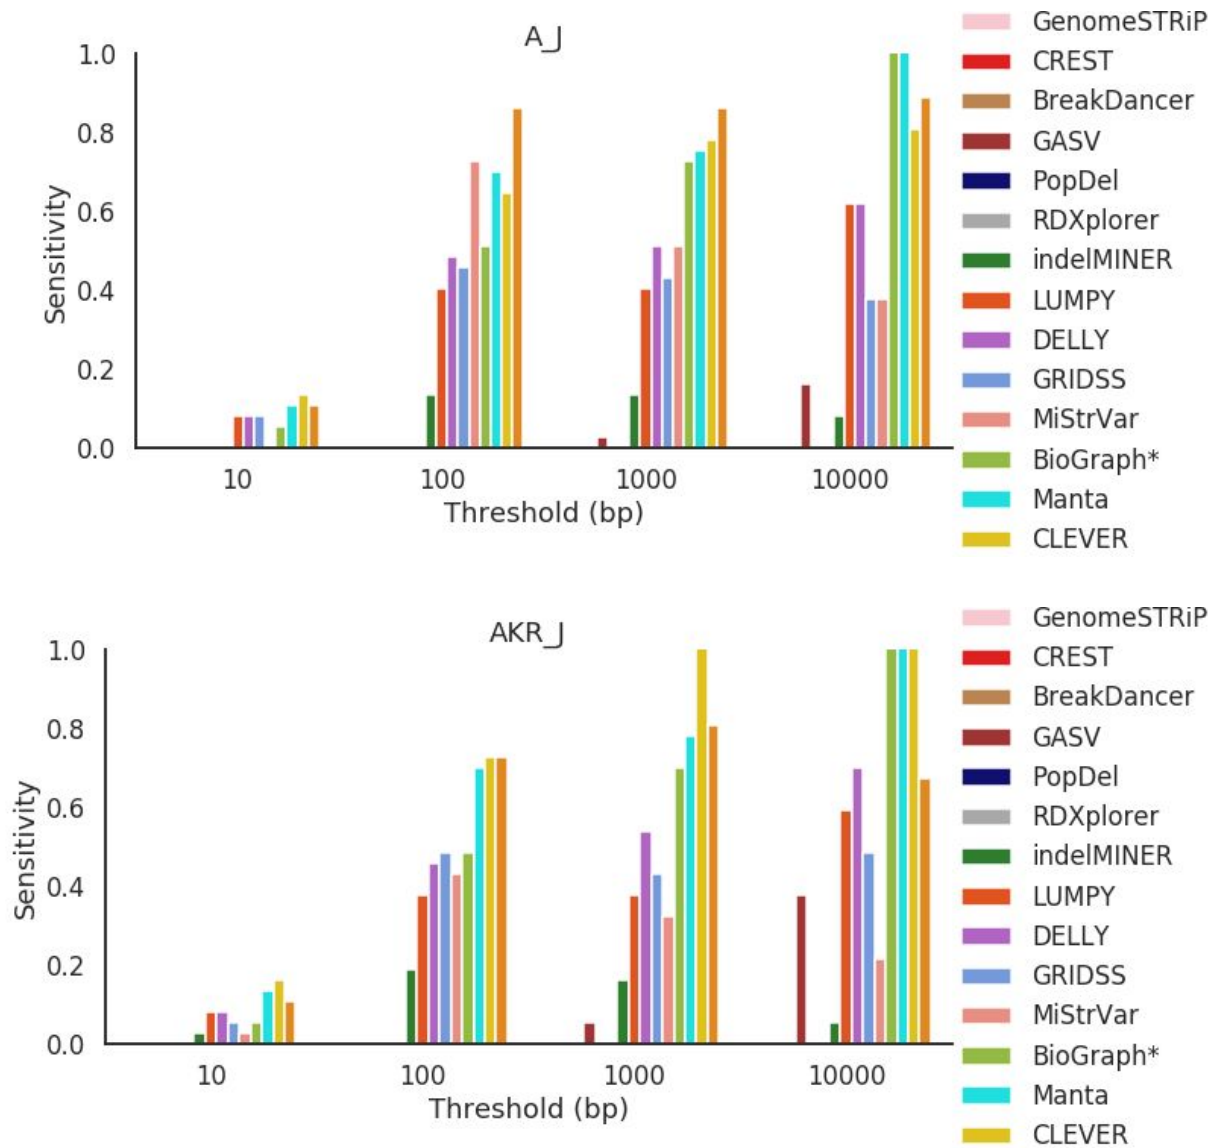 A_J
1.0
0.8
0.6
0.4
0.2
0.0
Sensitivity
10 100 1000 10000
Threshold (bp)
GenomeSTRiP
CREST
BreakDancer
GASV
PopDel
RDXplorer
indelMINER
LUMPY
DELLY
GRIDSS
MiStrVar
BioGraph*
Manta
CLEVER
AKR_J
1.0
0.8
0.6
0.4
0.2
0.0
Sensitivity
10 100 1000 10000
Threshold (bp)
GenomeSTRiP
CREST
BreakDancer
GASV
PopDel
RDXplorer
indelMINER
LUMPY
DELLY
GRIDSS
MiStrVar
BioGraph*
Manta
CLEVER